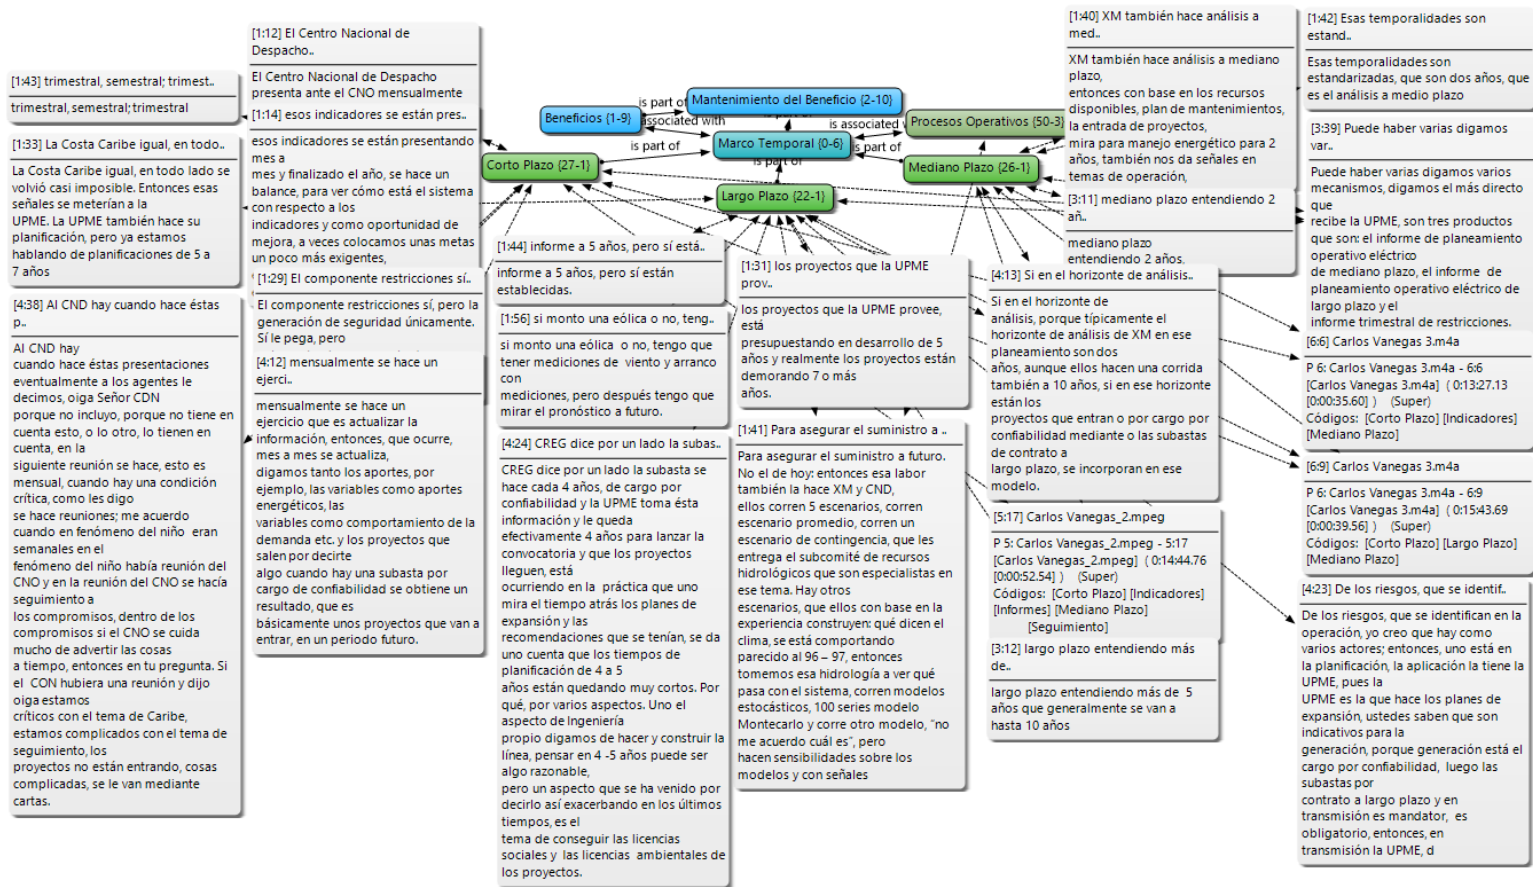 [1:43] trimestral, semestral; trimest..
trimestral, semestral; trimestral
[1:33] La Costa Caribe igual, en todo..
La Costa Caribe igual, en todo lado se
volvió casi imposible. Entonces esas
señales se meterían a la
UPME. La UPME también hace su
planificación, pero ya estamos
hablando de planificaciones de 5 a
7 años
[4:38] Al CND hay cuando hace éstas
p..
Al CND hay
cuando hace éstas presentaciones
eventualmente a los agentes le
decimos, oiga Señor CDN
porque no incluyo, porque no tiene en
cuenta esto, o lo otro, lo tienen en
cuenta, en la
siguiente reunión se hace, esto es
mensual, cuando hay una condición
crítica, como les digo
se hace reuniones; me acuerdo
cuando en fenómeno del niño eran
semanales en el
fenómeno del niño había reunión del
CNO y en la reunión del CNO se hacía
seguimiento a
los compromisos, dentro de los
compromisos si el CNO se cuida
mucho de advertir las cosas
a tiempo, entonces en tu pregunta. Si
el CON hubiera una reunión y dijo
oiga estamos
críticos con el tema de Caribe,
estamos complicados con el tema de
seguimiento, los
proyectos no están entrando, cosas
complicadas, se le van mediante
cartas.
[1:12] El Centro Nacional de
Despacho..
El Centro Nacional de Despacho
presenta ante el CNO mensualmente
[1:14] esos indicadores se están pres..
esos indicadores se están presentando
mes a
mes y finalizado el año, se hace un
balance, para ver cómo está el sistema
con respecto a los
indicadores y como oportunidad de
mejora, a veces colocamos unas metas
un poco más exigentes,
[1:29] El componente restricciones sí..
El componente restricciones sí, pero la
generación de seguridad únicamente.
Sí le pega, pero
[4:12] mensualmente se hace un
ejerci..
mensualmente se hace un
ejercicio que es actualizar la
información, entonces, que ocurre,
mes a mes se actualiza,
digamos tanto los aportes, por
ejemplo, las variables como aportes
energéticos, las
variables como comportamiento de la
demanda etc. y los proyectos que
salen por decirte
algo cuando hay una subasta por
cargo de confiabilidad se obtiene un
resultado, que es
básicamente unos proyectos que van a
entrar, en un periodo futuro.
Beneficios {1-9}
is part of
Mantenimiento del Beneficio {2-10}
associated with
is part of
Marco Temporal {0-6}
is associated
Procesos Operativos {50-3}
is part of
Corto Plazo {27-1}
is part of
is part of
Mediano Plazo {26-1}
Largo Plazo {22-1}
[1:44] informe a 5 años, pero sí está..
informe a 5 años, pero sí están
establecidas.
[1:56] si monto una eólica o no, teng..
si monto una eólica o no, tengo que
tener mediciones de viento y arranco
con
mediciones, pero después tengo que
mirar el pronóstico a futuro.
[4:24] CREG dice por un lado la subas..
CREG dice por un lado la subasta se
hace cada 4 años, de cargo por
confiabilidad y la UPME toma ésta
información y le queda
efectivamente 4 años para lanzar la
convocatoria y que los proyectos
lleguen, está
ocurriendo en la práctica que uno
mira el tiempo atrás los planes de
expansión y las
recomendaciones que se tenían, se da
uno cuenta que los tiempos de
planificación de 4 a 5
años están quedando muy cortos. Por
qué, por varios aspectos. Uno el
aspecto de Ingeniería
propio digamos de hacer y construir la
línea, pensar en 4 -5 años puede ser
algo razonable,
pero un aspecto que se ha venido por
decirlo así exacerbando en los últimos
tiempos, es el
tema de conseguir las licencias
sociales y las licencias ambientales de
los proyectos.
[1:31] los proyectos que la UPME
prov..
los proyectos que la UPME provee,
está
presupuestando en desarrollo de 5
años y realmente los proyectos están
demorando 7 o más
años.
[1:41] Para asegurar el suministro a ..
Para asegurar el suministro a futuro.
No el de hoy: entonces esa labor
también la hace XM y CND,
ellos corren 5 escenarios, corren
escenario promedio, corren un
escenario de contingencia, que les
entrega el subcomité de recursos
hidrológicos que son especialistas en
ese tema. Hay otros
escenarios, que ellos con base en la
experiencia construyen: qué dicen el
clima, se está comportando
parecido al 96 – 97, entonces
tomemos esa hidrología a ver qué
pasa con el sistema, corren modelos
estocásticos, 100 series modelo
Montecarlo y corre otro modelo, "no
me acuerdo cuál es", pero
hacen sensibilidades sobre los
modelos y con señales
[1:40] XM también hace análisis a
med..
XM también hace análisis a mediano
plazo,
entonces con base en los recursos
disponibles, plan de mantenimientos,
la entrada de proyectos,
mira para manejo energético para 2
años, también nos da señales en
temas de operación,
[3:11] mediano plazo entendiendo 2
añ..
mediano plazo
entendiendo 2 años.
[4:13] Si en el horizonte de análisis..
Si en el horizonte de
análisis, porque típicamente el
horizonte de análisis de XM en ese
planeamiento son dos
años, aunque ellos hacen una corrida
también a 10 años, si en ese horizonte
están los
proyectos que entran o por cargo por
confiabilidad mediante o las subastas
de contrato a
largo plazo, se incorporan en ese
modelo.
[5:17] Carlos Vanegas_2.mpeg
P 5: Carlos Vanegas_2.mpeg - 5:17
[Carlos Vanegas_2.mpeg] ( 0:14:44.76
[0:00:52.54] ) (Super)
Códigos: [Corto Plazo] [Indicadores]
[Informes] [Mediano Plazo]
[Seguimiento]
[3:12] largo plazo entendiendo más
de..
largo plazo entendiendo más de 5
años que generalmente se van a
hasta 10 años
[1:42] Esas temporalidades son
estand..
Esas temporalidades son
estandarizadas, que son dos años, que
es el análisis a medio plazo
[3:39] Puede haber varias digamos
var..
Puede haber varias digamos varios
mecanismos, digamos el más directo
que
recibe la UPME, son tres productos
que son: el informe de planeamiento
operativo eléctrico
de mediano plazo, el informe de
planeamiento operativo eléctrico de
largo plazo y el
informe trimestral de restricciones.
[6:6] Carlos Vanegas 3.m4a
P 6: Carlos Vanegas 3.m4a - 6:6
[Carlos Vanegas 3.m4a] ( 0:13:27.13
[0:00:35.60] ) (Super)
Códigos: [Corto Plazo] [Indicadores]
[Mediano Plazo]
[6:9] Carlos Vanegas 3.m4a
P 6: Carlos Vanegas 3.m4a - 6:9
[Carlos Vanegas 3.m4a] ( 0:15:43.69
[0:00:39.56] ) (Super)
Códigos: [Corto Plazo] [Largo Plazo]
[Mediano Plazo]
[4:23] De los riesgos, que se identif..
De los riesgos, que se identifican en la
operación, yo creo que hay como
varios actores; entonces, uno está en
la planificación, la aplicación la tiene la
UPME, pues la
UPME es la que hace los planes de
expansión, ustedes saben que son
indicativos para la
generación, porque generación está el
cargo por confiabilidad, luego las
subastas por
contrato a largo plazo y en
transmisión es mandator, es
obligatorio, entonces, en
transmisión la UPME, d